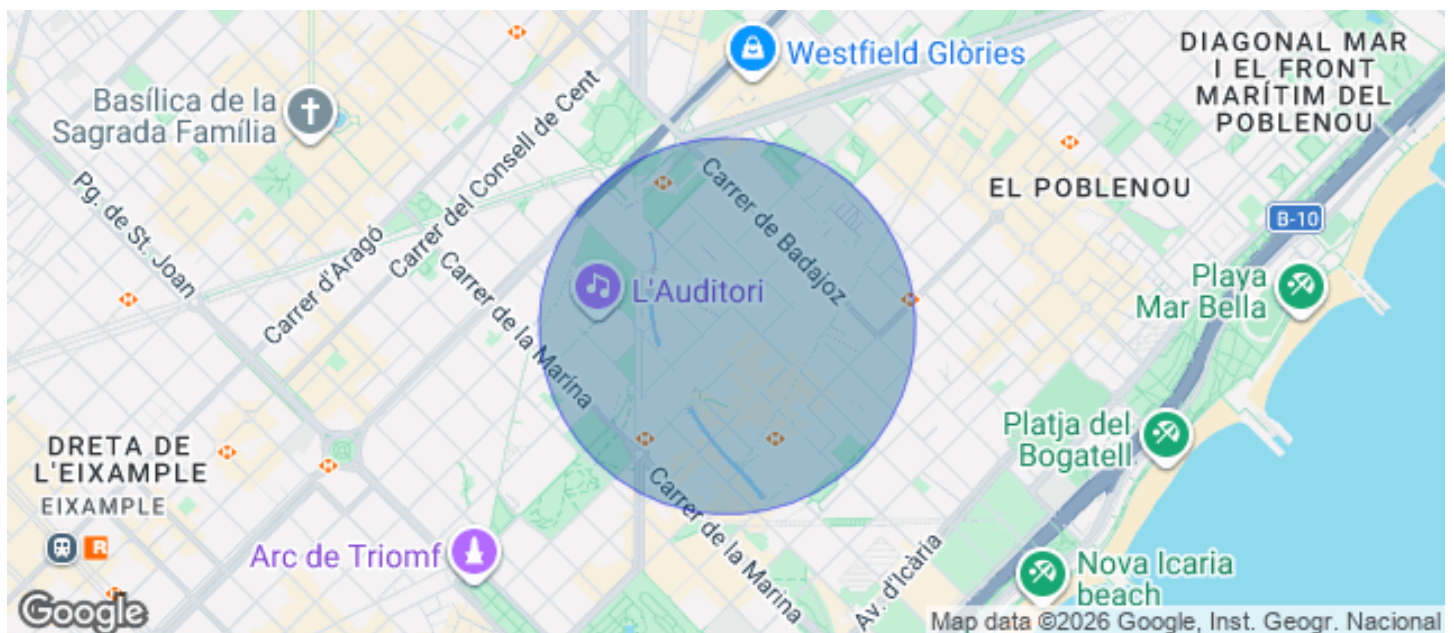 Westfield Glòries
DIAGONAL MAR
I EL FRONT
MARÍTIM DEL
POBLENOU
Basílica de la
Sagrada Família
Carrer del Consell de Cent
Pg. de St. Joan
Carrer d'Aragó
Carrer de la Marina
Carrer de Badajoz
EL POBLENOU
B-10
L'Auditori
Playa
Mar Bella
Platja del
Bogatell
DRETA DE
L'EIXAMPLE
EIXAMPLE
R
Arc de Triomf
Carrer de la Marina
Av. d'Icària
Nova Icaria
beach
Google
Map data ©2026 Google, Inst. Geogr. Nacional